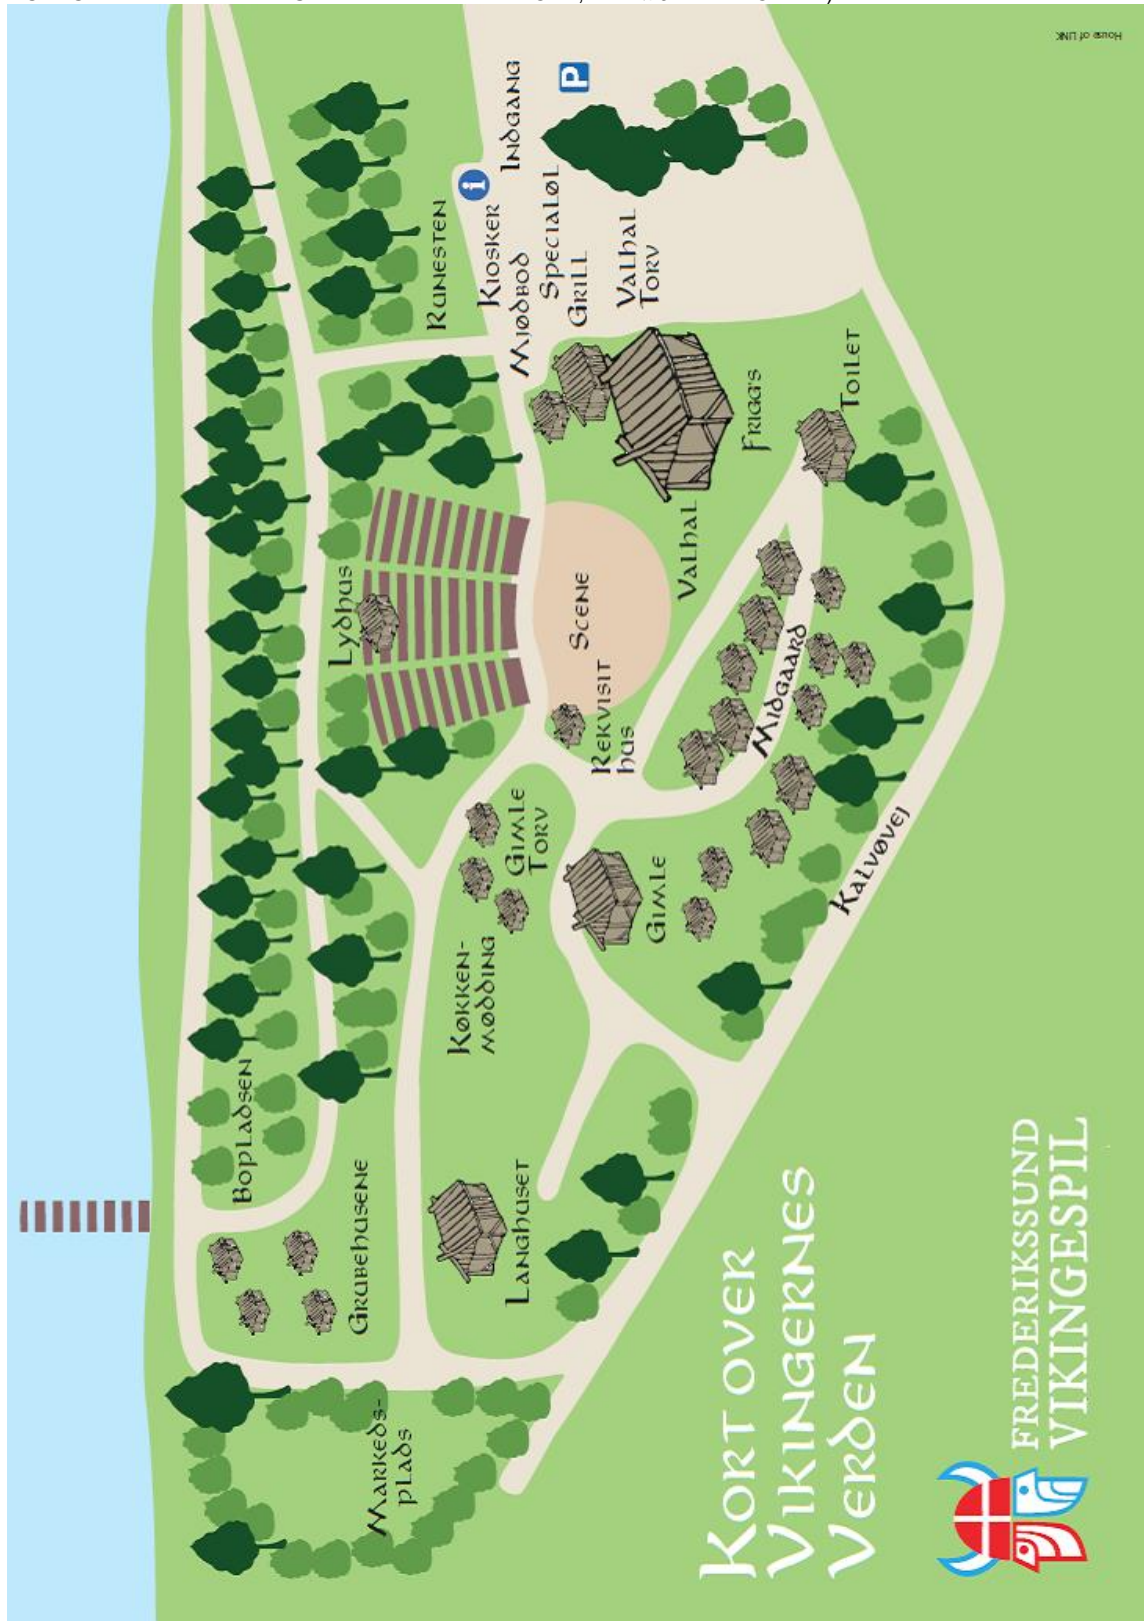 House of LINK
Indgang
P
i
Runesten
Kiosker
Mjødbod
Specialøl
Grill
Valhal
Torv
Toilet
Frigg's
Valhal
Lydhus
Scene
Rekvisit
hus
Midgaard
Gimle
Torv
Gimle
Kalvøvej
Køkken-
mødding
Bopladsen
Grubehusene
Langhuset
Markeds-
plads
Kort over
Vikingernes
Verden
FREDERIKSSUND
VIKINGESPIL